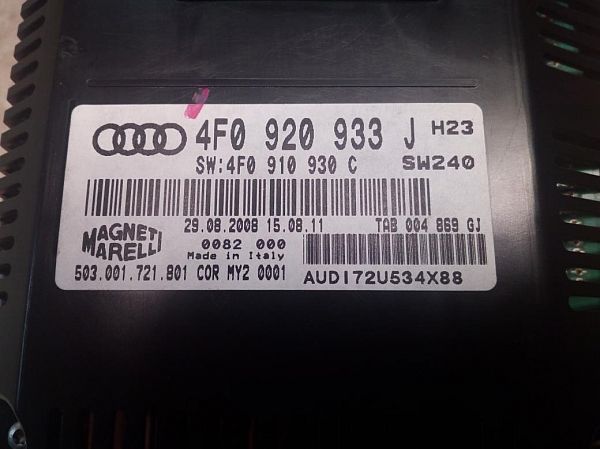 4F0 920 933 J H23
SW:4F0 910 930 C SW240
29.08.2008 15.08.11 TAB 004 869 GJ
MAGNETI MARELLI
0082 000
Made in Italy
503.001.721.801 COR MY2 0001 AUDI72U534X88